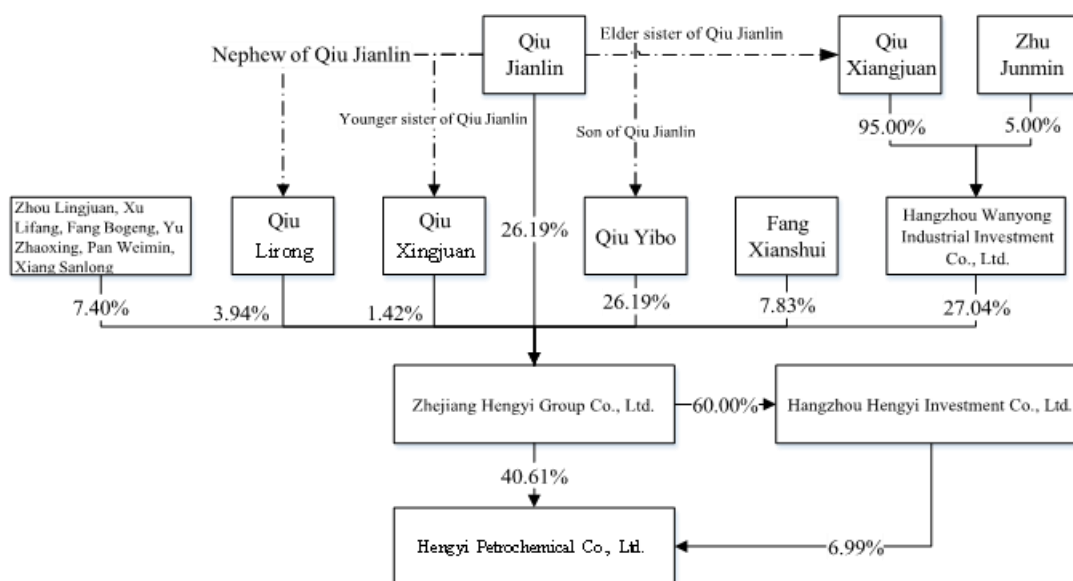 Qiu
Jianlin
Elder sister of Qiu Jianlin
Qiu
Xiangjuan
Zhu
Junmin
Nephew of Qiu Jianlin
Younger sister of Qiu Jianlin
Son of Qiu Jianlin
95.00%
5.00%
Zhou Lingjuan, Xu
Lifang, Fang Bogeng, Yu
Zhaoxing, Pan Weimin,
Xiang Sanlong
Qiu
Lirong
Qiu
Xingjuan
26.19%
Qiu Yibo
Fang
Xianshui
Hangzhou Wanyong
Industrial Investment
Co., Ltd.
7.40%
3.94%
1.42%
26.19%
7.83%
27.04%
Zhejiang Hengyi Group Co., Ltd.
60.00%
Hangzhou Hengyi Investment Co., Ltd.
40.61%
Hengyi Petrochemical Co., Ltd.
6.99%